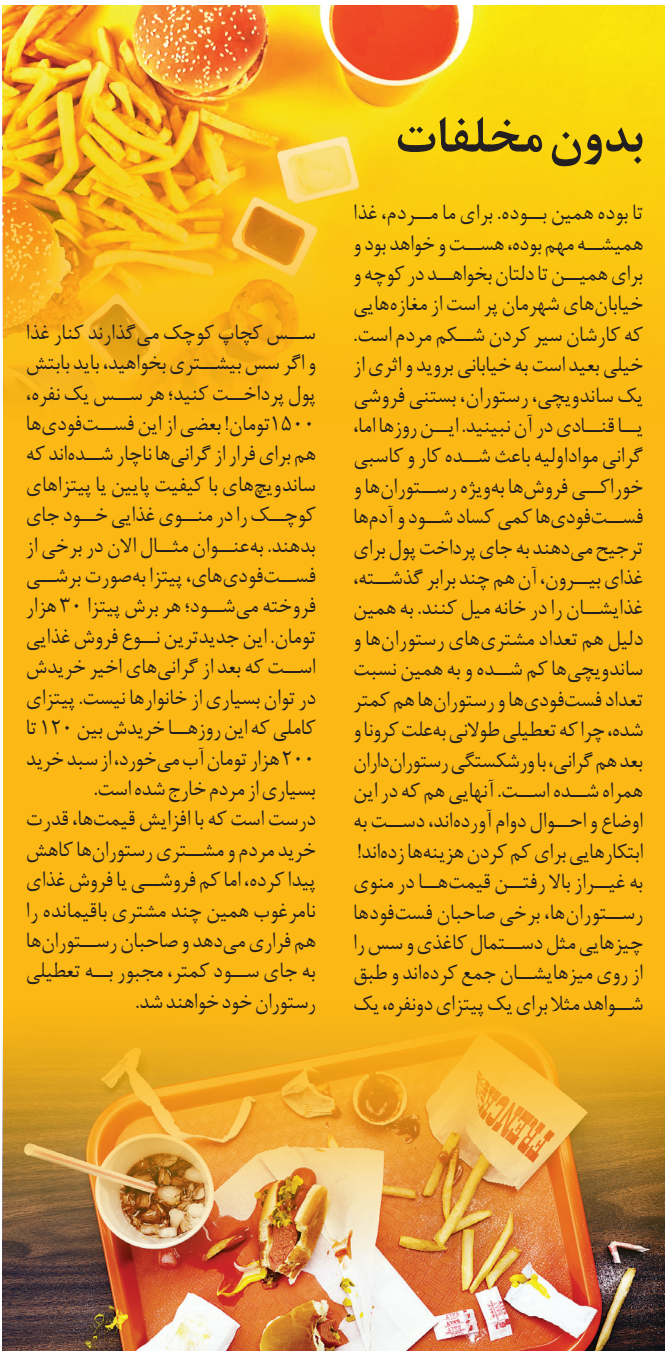 بدون مخلفات
تا بوده همین بوده. برای ما مردم، غذا
همیشه مهم بوده، هست و خواهد بود و
برای همین تا دلتان بخواهد در کوچه و
خیابان‌های شهرمان پر است از مغازه‌هایی
که کارشان سیر کردن شکم مردم است.
خیلی بعید است به خیابانی بروید و اثری از
یک ساندویچی، رستوران، بستنی فروشی
یا قنادی در آن نبینید. این روزها اما،
گرانی مواداولیه باعث شده کار و کاسبی
خوراکی فروش‌ها به‌ویژه رستوران‌ها و
فست‌فودی‌ها کمی کساد شود و آدم‌ها
ترجیح می‌دهند به جای پرداخت پول برای
غذای بیرون، آن هم چند برابر گذشته،
غذایشان را در خانه میل کنند. به همین
دلیل هم تعداد مشتری‌های رستوران‌ها و
ساندویچی‌ها کم شده و به همین نسبت
تعداد فست‌فودی‌ها و رستوران‌ها هم کمتر
شده، چرا که تعطیلی طولانی به‌علت کرونا و
بعد هم گرانی، با ورشکستگی رستوران‌داران
همراه شده است. آنهایی هم که در این
اوضاع و احوال دوام آورده‌اند، دست به
ابتکارهایی برای کم کردن هزینه‌ها زده‌اند!
به غیراز بالا رفتن قیمت‌ها در منوی
رستوران‌ها، برخی صاحبان فست‌فودها
چیزهایی مثل دستمال کاغذی و سس را
از روی میزهایشان جمع کرده‌اند و طبق
شواهد مثلا برای یک پیتزای دونفره، یک
سس کچاپ کوچک می‌گذارند کنار غذا
و اگر سس بیشتری بخواهید، باید بابتش
پول پرداخت کنید؛ هر سس یک نفره،
۱۵۰۰تومان! بعضی از این فست‌فودی‌ها
هم برای فرار از گرانی‌ها ناچار شده‌اند که
ساندویچ‌های با کیفیت پایین یا پیتزاهای
کوچک را در منوی غذایی خود جای
بدهند. به‌عنوان مثال الان در برخی از
فست‌فودی‌های، پیتزا به‌صورت برشی
فروخته می‌شود؛ هر برش پیتزا ۳۰ هزار
تومان. این جدیدترین نوع فروش غذایی
است که بعد از گرانی‌های اخیر خریدش
در توان بسیاری از خانوارها نیست. پیتزای
کاملی که این روزها خریدش بین ۱۲۰ تا
۲۰۰هزار تومان آب می‌خورد، از سبد خرید
بسیاری از مردم خارج شده است.
درست است که با افزایش قیمت‌ها، قدرت
خرید مردم و مشتری رستوران‌ها کاهش
پیدا کرده، اما کم فروشی یا فروش غذای
نامرغوب همین چند مشتری باقیمانده را
هم فراری می‌دهد و صاحبان رستوران‌ها
به جای سود کمتر، مجبور به تعطیلی
رستوران خود خواهند شد.